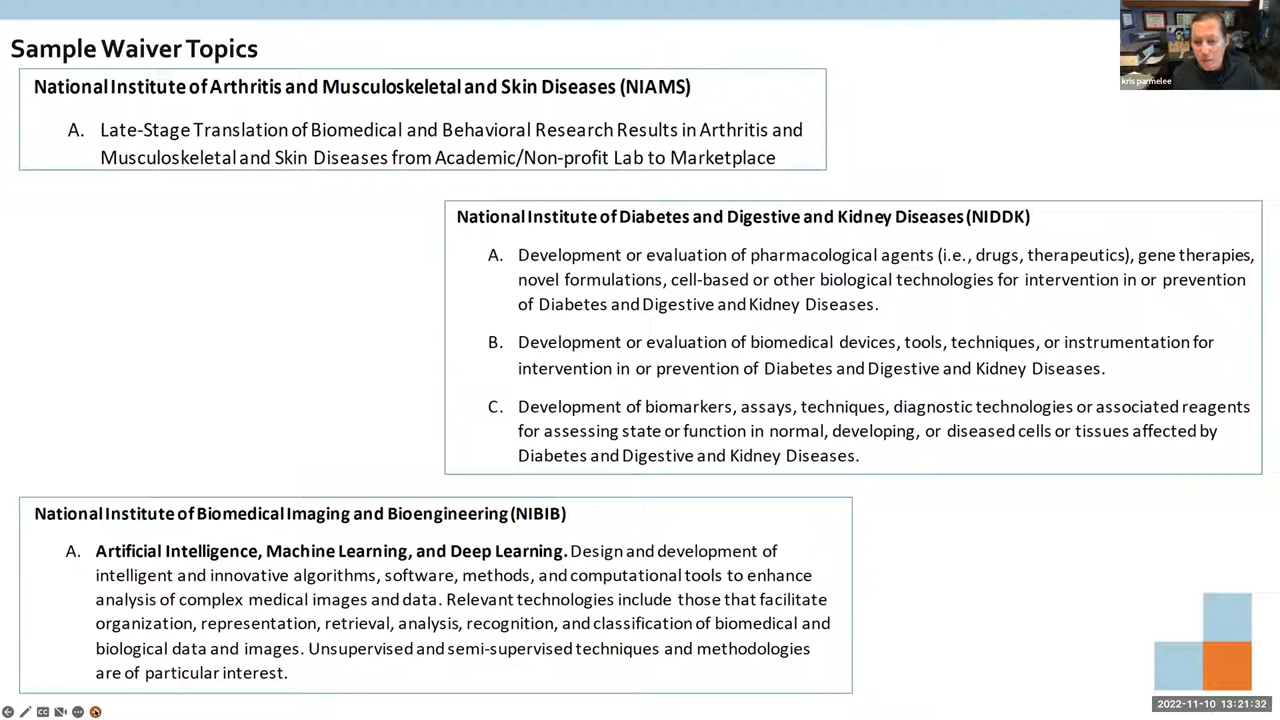 Sample Waiver Topics
kris parmelee
National Institute of Arthritis and Musculoskeletal and Skin Diseases (NIAMS)
A. Late-Stage Translation of Biomedical and Behavioral Research Results in Arthritis and
Musculoskeletal and Skin Diseases from Academic/Non-profit Lab to Marketplace
National Institute of Diabetes and Digestive and Kidney Diseases (NIDDK)
A. Development or evaluation of pharmacological agents (i.e., drugs, therapeutics), gene therapies,
novel formulations, cell-based or other biological technologies for intervention in or prevention
of Diabetes and Digestive and Kidney Diseases.
B. Development or evaluation of biomedical devices, tools, techniques, or instrumentation for
intervention in or prevention of Diabetes and Digestive and Kidney Diseases.
C. Development of biomarkers, assays, techniques, diagnostic technologies or associated reagents
for assessing state or function in normal, developing, or diseased cells or tissues affected by
Diabetes and Digestive and Kidney Diseases.
National Institute of Biomedical Imaging and Bioengineering (NIBIB)
A. Artificial Intelligence, Machine Learning, and Deep Learning. Design and development of
intelligent and innovative algorithms, software, methods, and computational tools to enhance
analysis of complex medical images and data. Relevant technologies include those that facilitate
organization, representation, retrieval, analysis, recognition, and classification of biomedical and
biological data and images. Unsupervised and semi-supervised techniques and methodologies
are of particular interest.
2022-11-10 13:21:32